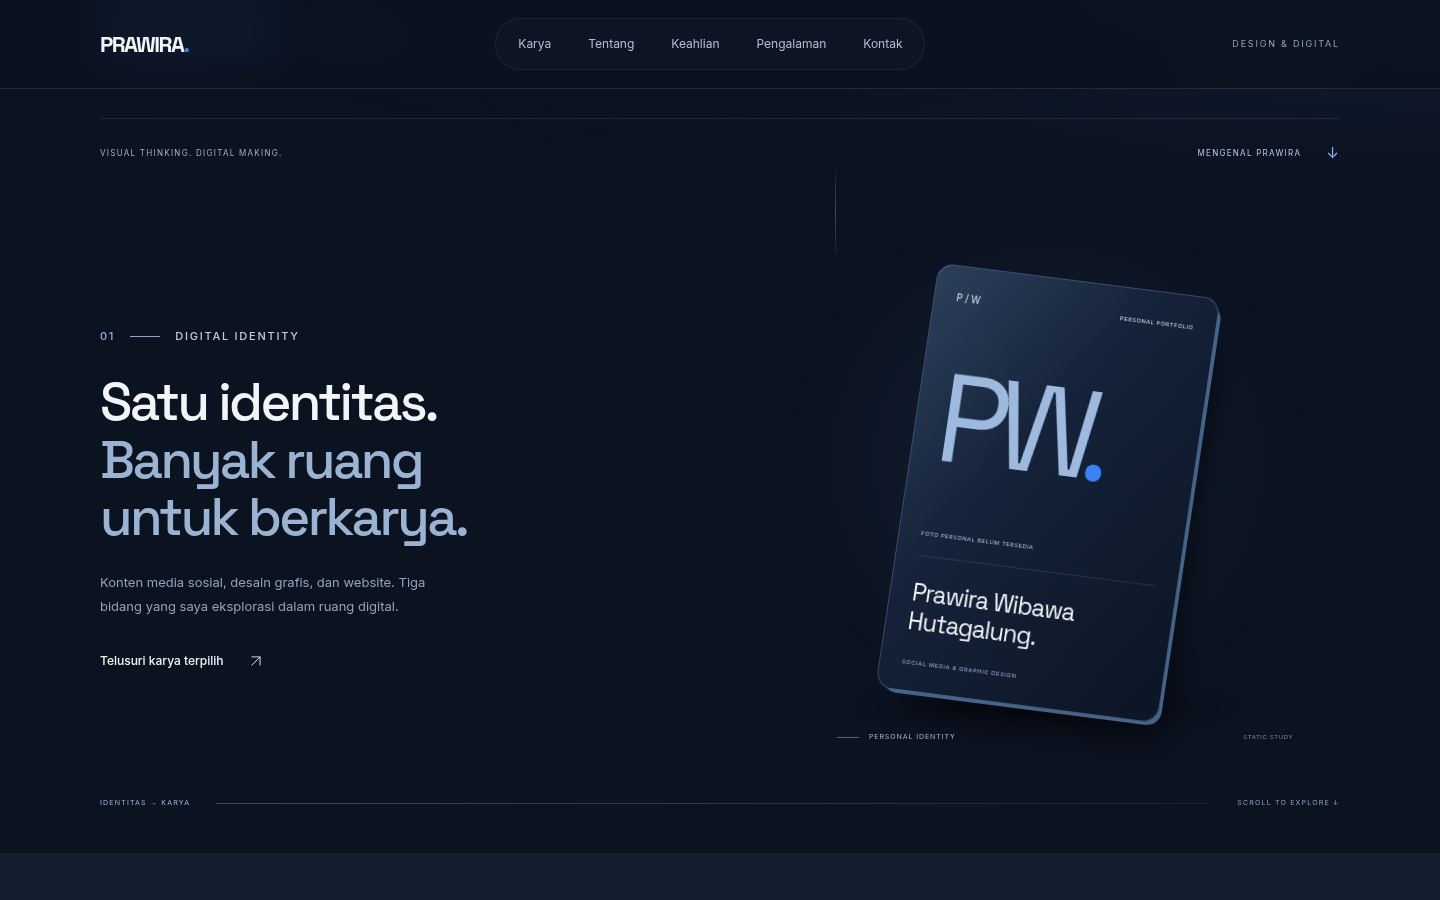 PRAWIRA.
Karya
Tentang
Keahlian
Pengalaman
Kontak
DESIGN & DIGITAL
VISUAL THINKING. DIGITAL MAKING.
MENGENAL PRAWIRA ↓
01 — DIGITAL IDENTITY
Satu identitas.
Banyak ruang
untuk berkarya.
Konten media sosial, desain grafis, dan website. Tiga
bidang yang saya eksplorasi dalam ruang digital.
Telusuri karya terpilih ↗
P/W
PERSONAL PORTFOLIO
PW.
FOTO PERSONAL BELUM TERSEDIA
Prawira Wibawa
Hutagalung.
SOCIAL MEDIA & GRAPHIC DESIGN
PERSONAL IDENTITY
STATIC STUDY
IDENTITAS → KARYA
SCROLL TO EXPLORE ↓